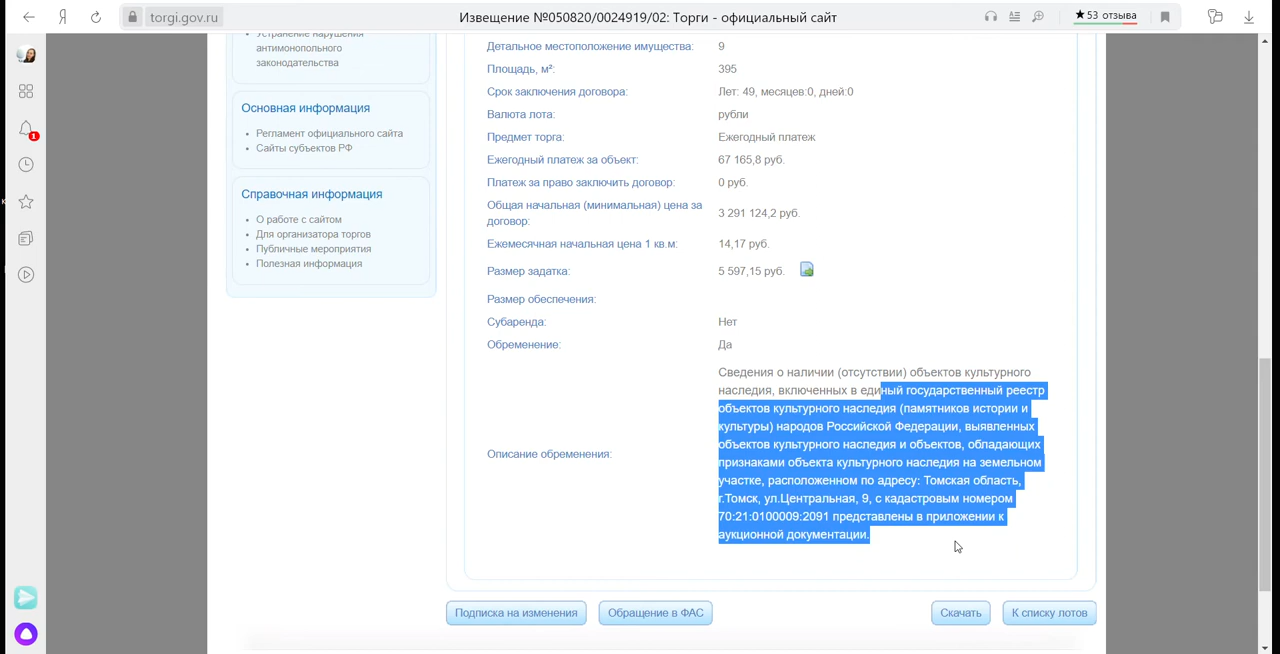 Я
torgi.gov.ru
Извещение №050820/0024919/02: Торги - официальный сайт
★53 отзыва
1
Устранение нарушения
антимонопольного
законодательства
Основная информация
Регламент официального сайта
Сайты субъектов РФ
Справочная информация
О работе с сайтом
Для организатора торгов
Публичные мероприятия
Полезная информация
Детальное местоположение имущества: 9
Площадь, м²: 395
Срок заключения договора: Лет: 49, месяцев:0, дней:0
Валюта лота: рубли
Предмет торга: Ежегодный платеж
Ежегодный платеж за объект: 67 165,8 руб.
Платеж за право заключить договор: 0 руб.
Общая начальная (минимальная) цена за
договор: 3 291 124,2 руб.
Ежемесячная начальная цена 1 кв.м: 14,17 руб.
Размер задатка: 5 597,15 руб.
Размер обеспечения:
Субаренда: Нет
Обременение: Да
Описание обременения:
Сведения о наличии (отсутствии) объектов культурного
наследия, включенных в единый государственный реестр
объектов культурного наследия (памятников истории и
культуры) народов Российской Федерации, выявленных
объектов культурного наследия и объектов, обладающих
признаками объекта культурного наследия на земельном
участке, расположенном по адресу: Томская область,
г.Томск, ул.Центральная, 9, с кадастровым номером
70:21:0100009:2091 представлены в приложении к
аукционной документации.
Подписка на изменения
Обращение в ФАС
Скачать
К списку лотов